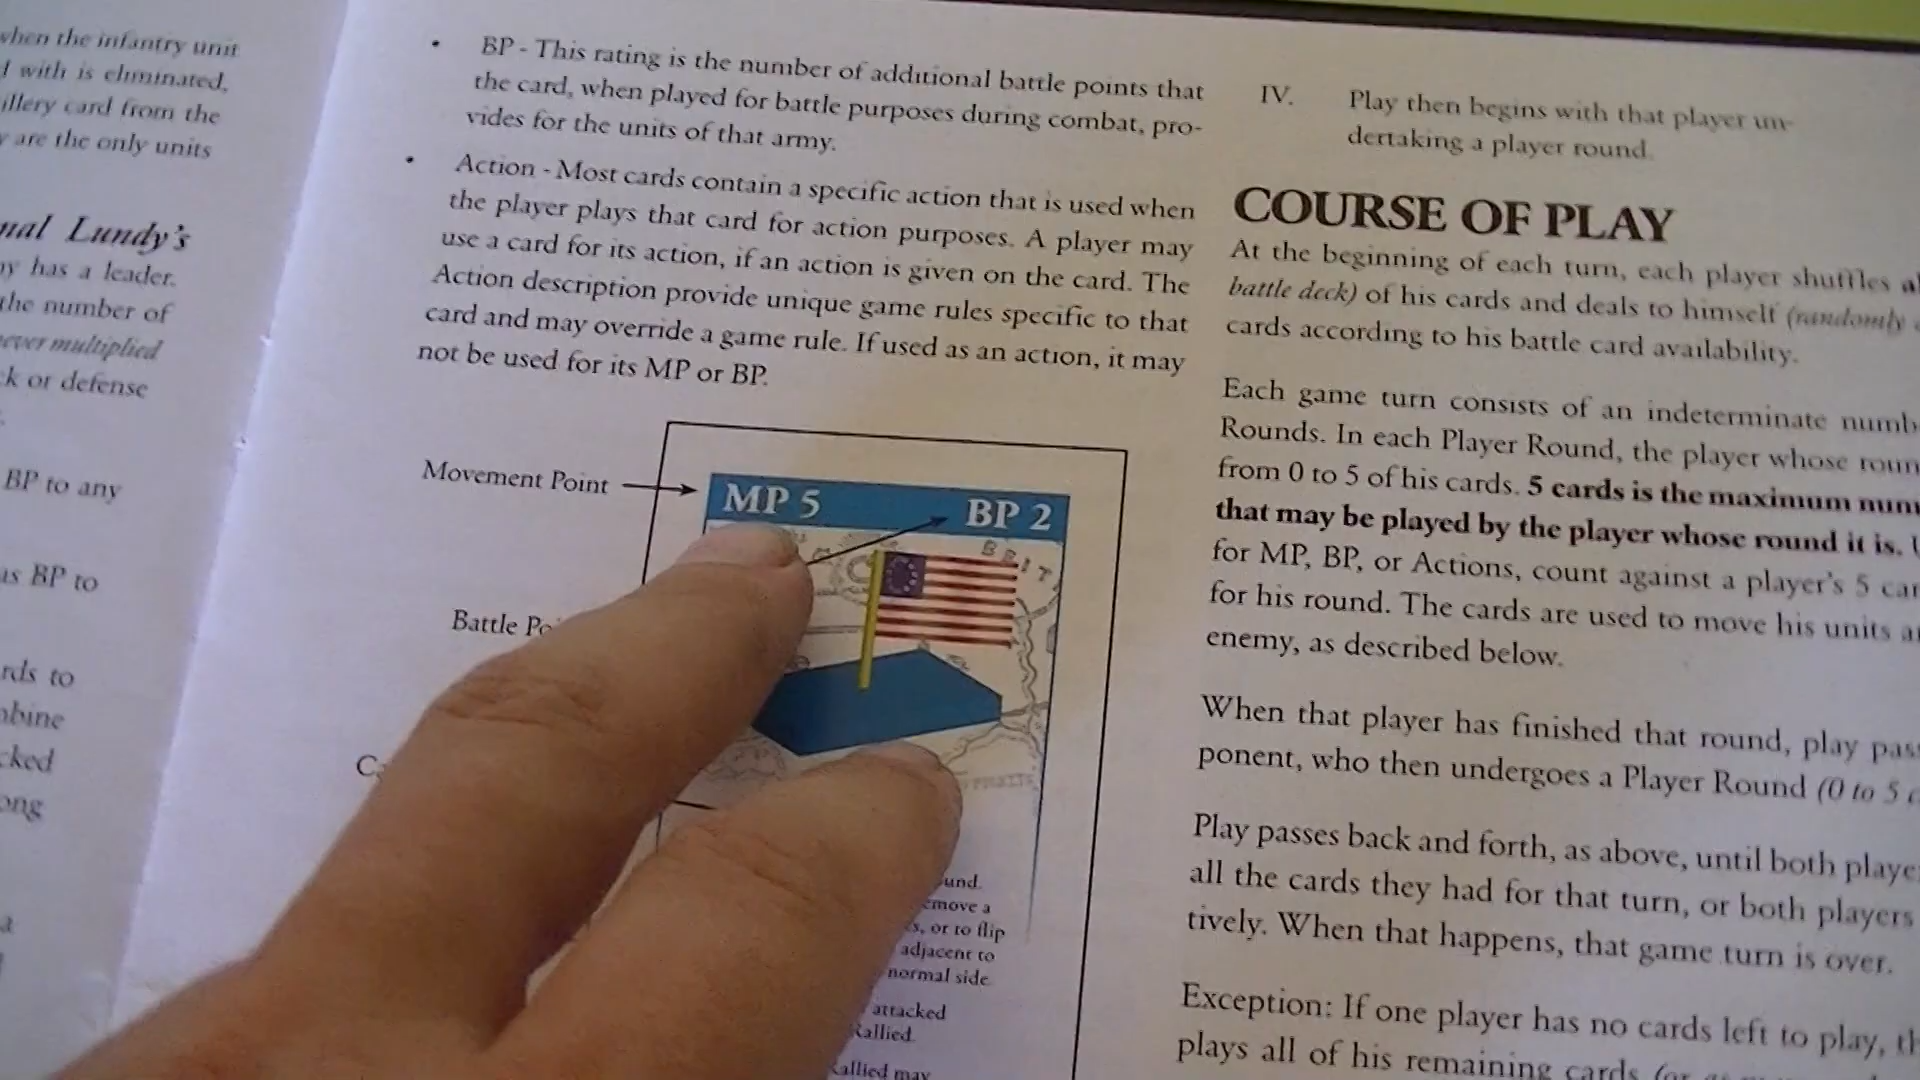 when the infantry unit
with is eliminated,
illery card from the
are the only units
nal Lundy's
has a leader.
the number of
never multiplied
or defense
BP to any
as BP to
rds to
BP - This rating is the number of additional battle points that
the card, when played for battle purposes during combat, pro-
vides for the units of that army.
Action - Most cards contain a specific action that is used when
the player plays that card for action purposes. A player may
use a card for its action, if an action is given on the card. The
Action description provide unique game rules specific to that
card and may override a game rule. If used as an action, it may
not be used for its MP or BP.
Movement Point
MP 5 BP 2
BRIT
Battle Po
und.
emove a
s, or to flip
adjacent to
normal side.
attacked
Rallied.
Rallied may
IV. Play then begins with that player un-
dertaking a player round.
COURSE OF PLAY
At the beginning of each turn, each player shuffles
battle deck) of his cards and deals to himself (randomly
cards according to his battle card availability.
Each game turn consists of an indeterminate numb
Rounds. In each Player Round, the player whose roun
from 0 to 5 of his cards. 5 cards is the maximum num
that may be played by the player whose round it is.
for MP, BP, or Actions, count against a player's 5 car
for his round. The cards are used to move his units
enemy, as described below.
When that player has finished that round, play pass
ponent, who then undergoes a Player Round (0 to 5
Play passes back and forth, as above, until both playe
all the cards they had for that turn, or both players
tively. When that happens, that game turn is over.
Exception: If one player has no cards left to play, th
plays all of his remaining cards